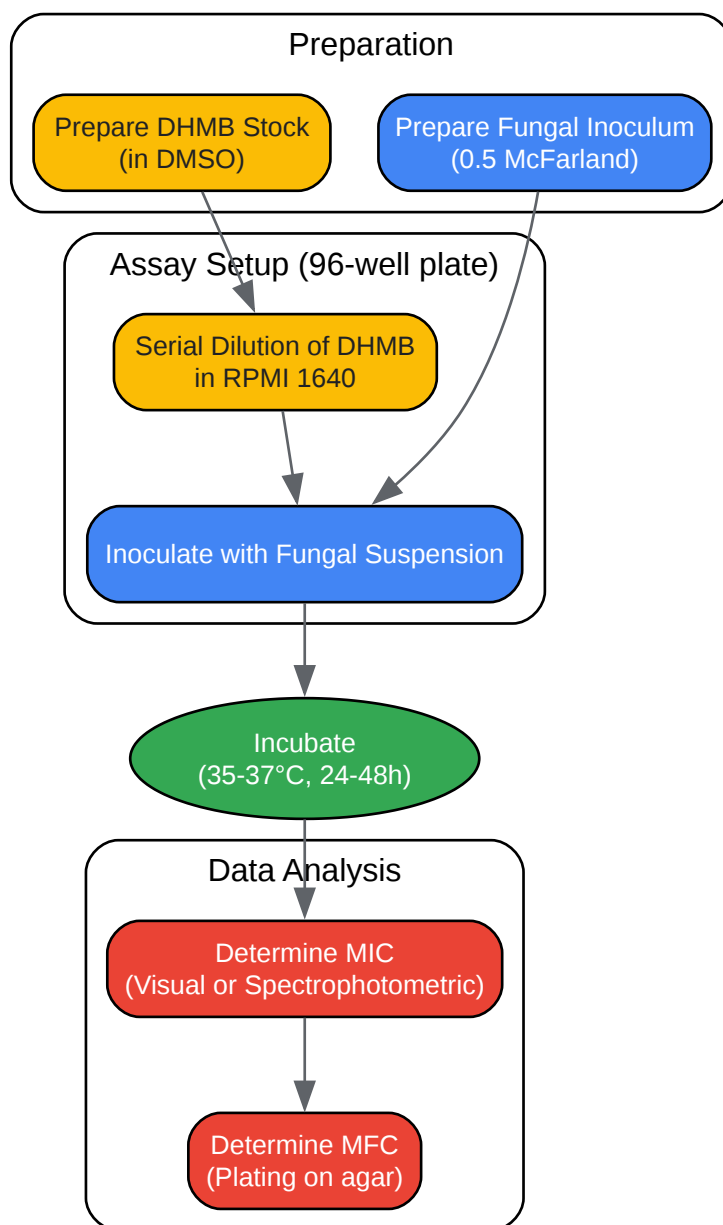 Preparation
Prepare DHMB Stock
(in DMSO)
Prepare Fungal Inoculum
(0.5 McFarland)
Assay Setup (96-well plate)
Serial Dilution of DHMB
in RPMI 1640
Inoculate with Fungal Suspension
Incubate
(35-37°C, 24-48h)
Data Analysis
Determine MIC
(Visual or Spectrophotometric)
Determine MFC
(Plating on agar)